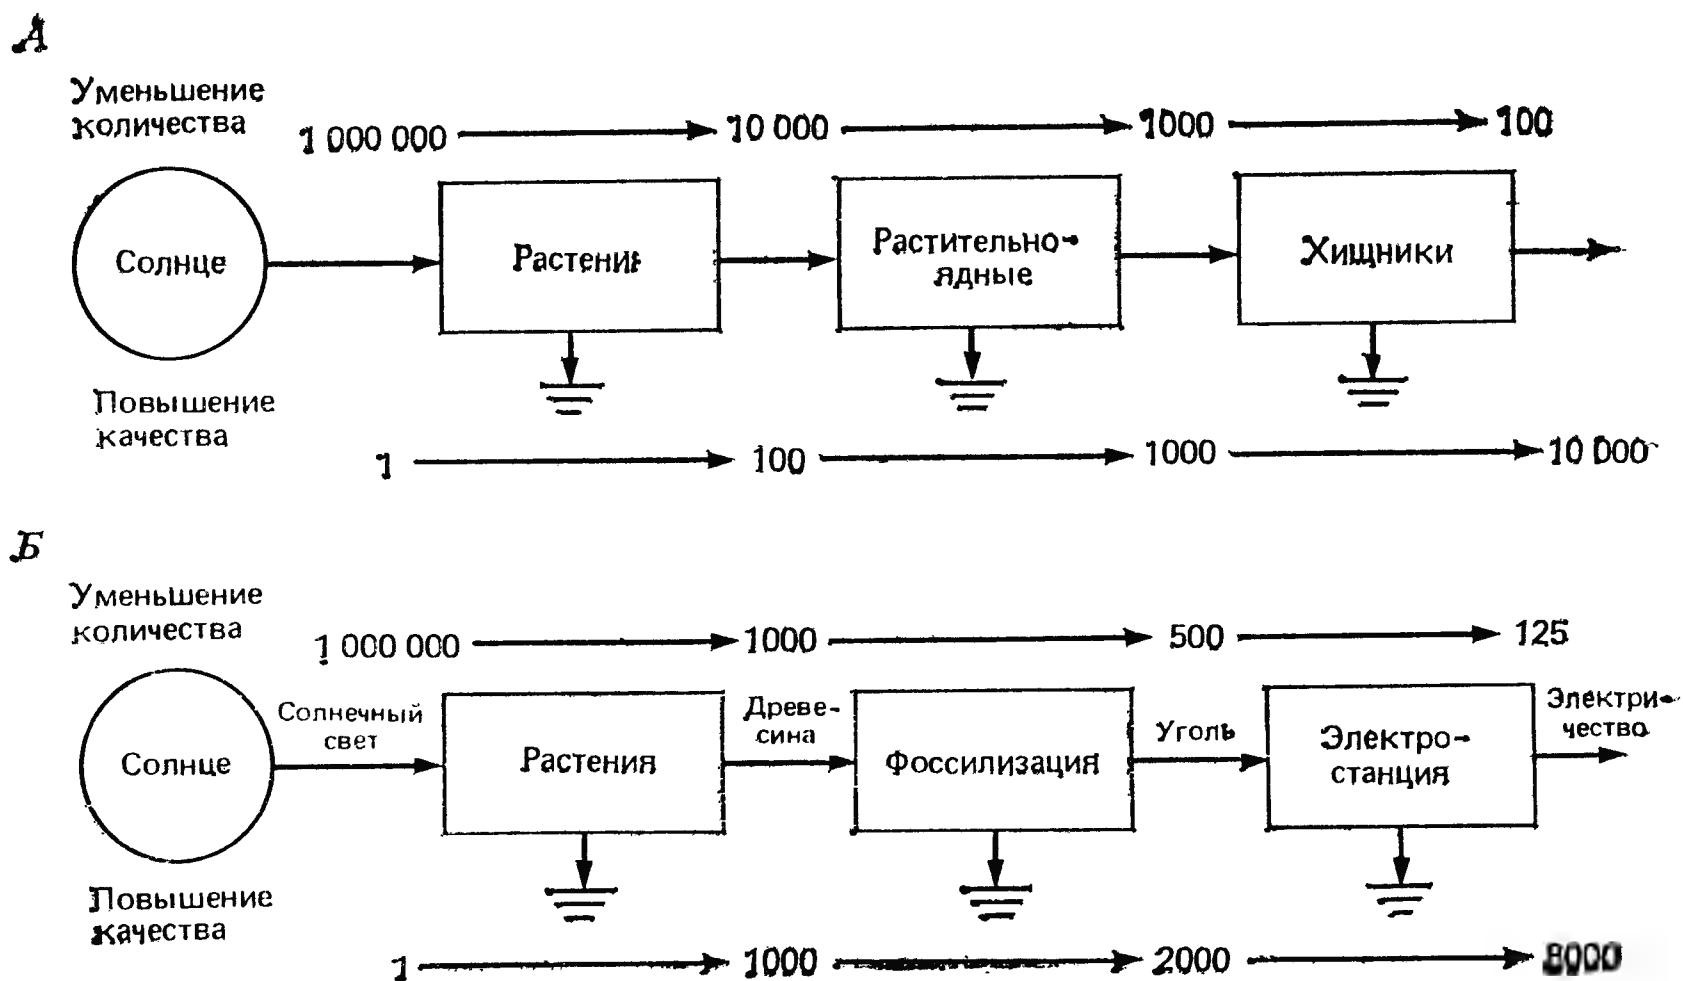 А
Уменьшение
количества
1 000 000
10 000
1000
100
Солнце
Растения
Растительно-
ядные
Хищники
Повышение
качества
1
100
1000
10 000
Б
Уменьшение
количества
1 000 000
1000
500
125
Солнце
Солнечный
свет
Растения
Древе-
сина
Фоссилизация
Уголь
Электро-
станция
Электри-
чество
Повышение
качества
1
1000
2000
8000